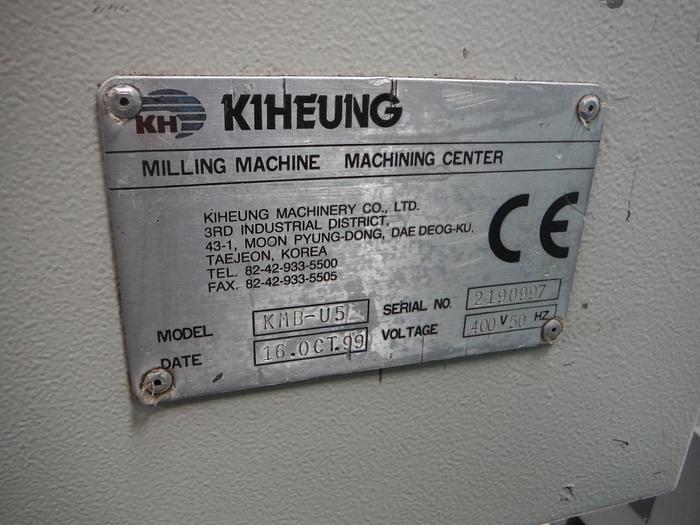 KH KIHEUNG
MILLING MACHINE MACHINING CENTER
KIHEUNG MACHINERY CO., LTD.
3RD INDUSTRIAL DISTRICT,
43-1, MOON PYUNG-DONG, DAE DEOG-KU,
TAEJEON, KOREA
TEL. 82-42-933-5500
FAX. 82-42-933-5505
CE
MODEL KMB-U5 SERIAL NO. 2190997
DATE 16.OCT.99 VOLTAGE 400 V 50 HZ